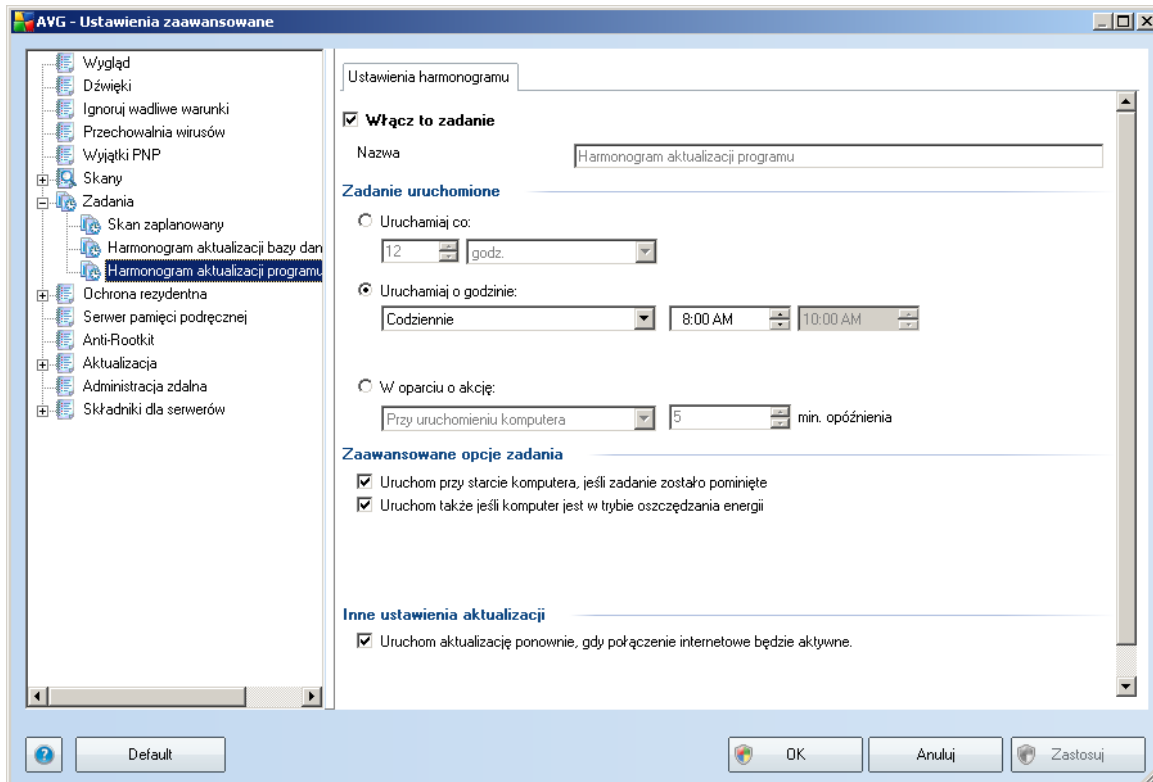 AVG - Ustawienia zaawansowane
Wygląd
Dźwięki
Ignoruj wadliwe warunki
Przechowalnia wirusów
Wyjątki PNP
Skany
Zadania
Skan zaplanowany
Harmonogram aktualizacji bazy dan
Harmonogram aktualizacji programu
Ochrona rezydentna
Serwer pamięci podręcznej
Anti-Rootkit
Aktualizacja
Administracja zdalna
Składniki dla serwerów
Ustawienia harmonogramu
Włącz to zadanie
Nazwa Harmonogram aktualizacji programu
Zadanie uruchomione
Uruchamiaj co:
12 godz.
Uruchamiaj o godzinie:
Codziennie 8:00 AM 10:00 AM
W oparciu o akcję:
Przy uruchomieniu komputera 5 min. opóźnienia
Zaawansowane opcje zadania
Uruchom przy starcie komputera, jeśli zadanie zostało pominięte
Uruchom także jeśli komputer jest w trybie oszczędzania energii
Inne ustawienia aktualizacji
Uruchom aktualizację ponownie, gdy połączenie internetowe będzie aktywne.
? Default OK Anuluj Zastosuj